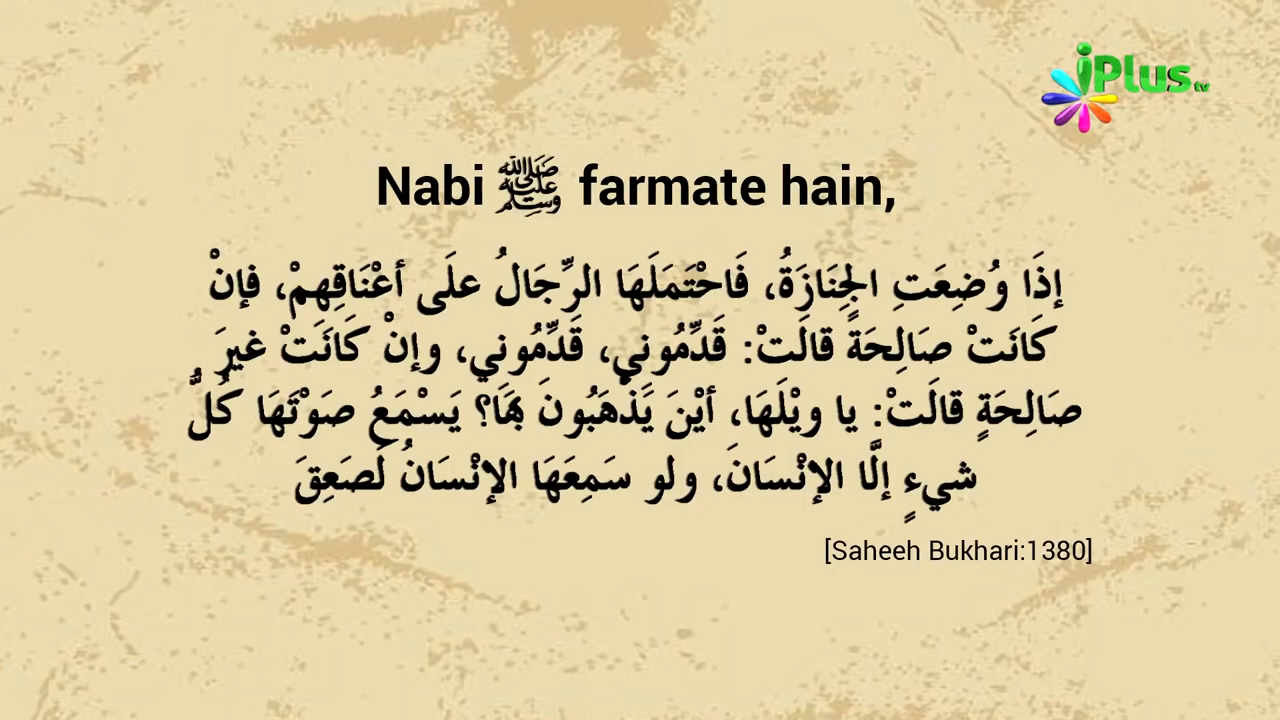 iPlus tv
Nabi ﷺ farmate hain,
إذَا وُضِعَتِ الجِنَازَةُ، فَاحْتَمَلَهَا الرِّجَالُ علَى أعْنَاقِهِمْ، فإنْ
كَانَتْ صَالِحَةً قالَتْ: قَدِّمُونِي، قَدِّمُونِي، وإنْ كَانَتْ غيرَ
صَالِحَةٍ قالَتْ: يا ويْلَهَا، أيْنَ يَذْهَبُونَ بهَا؟ يَسْمَعُ صَوْتَهَا كُلُّ
شيءٍ إلَّا الإنْسَانَ، ولو سَمِعَهَا الإنْسَانُ لَصَعِقَ
[Saheeh Bukhari:1380]